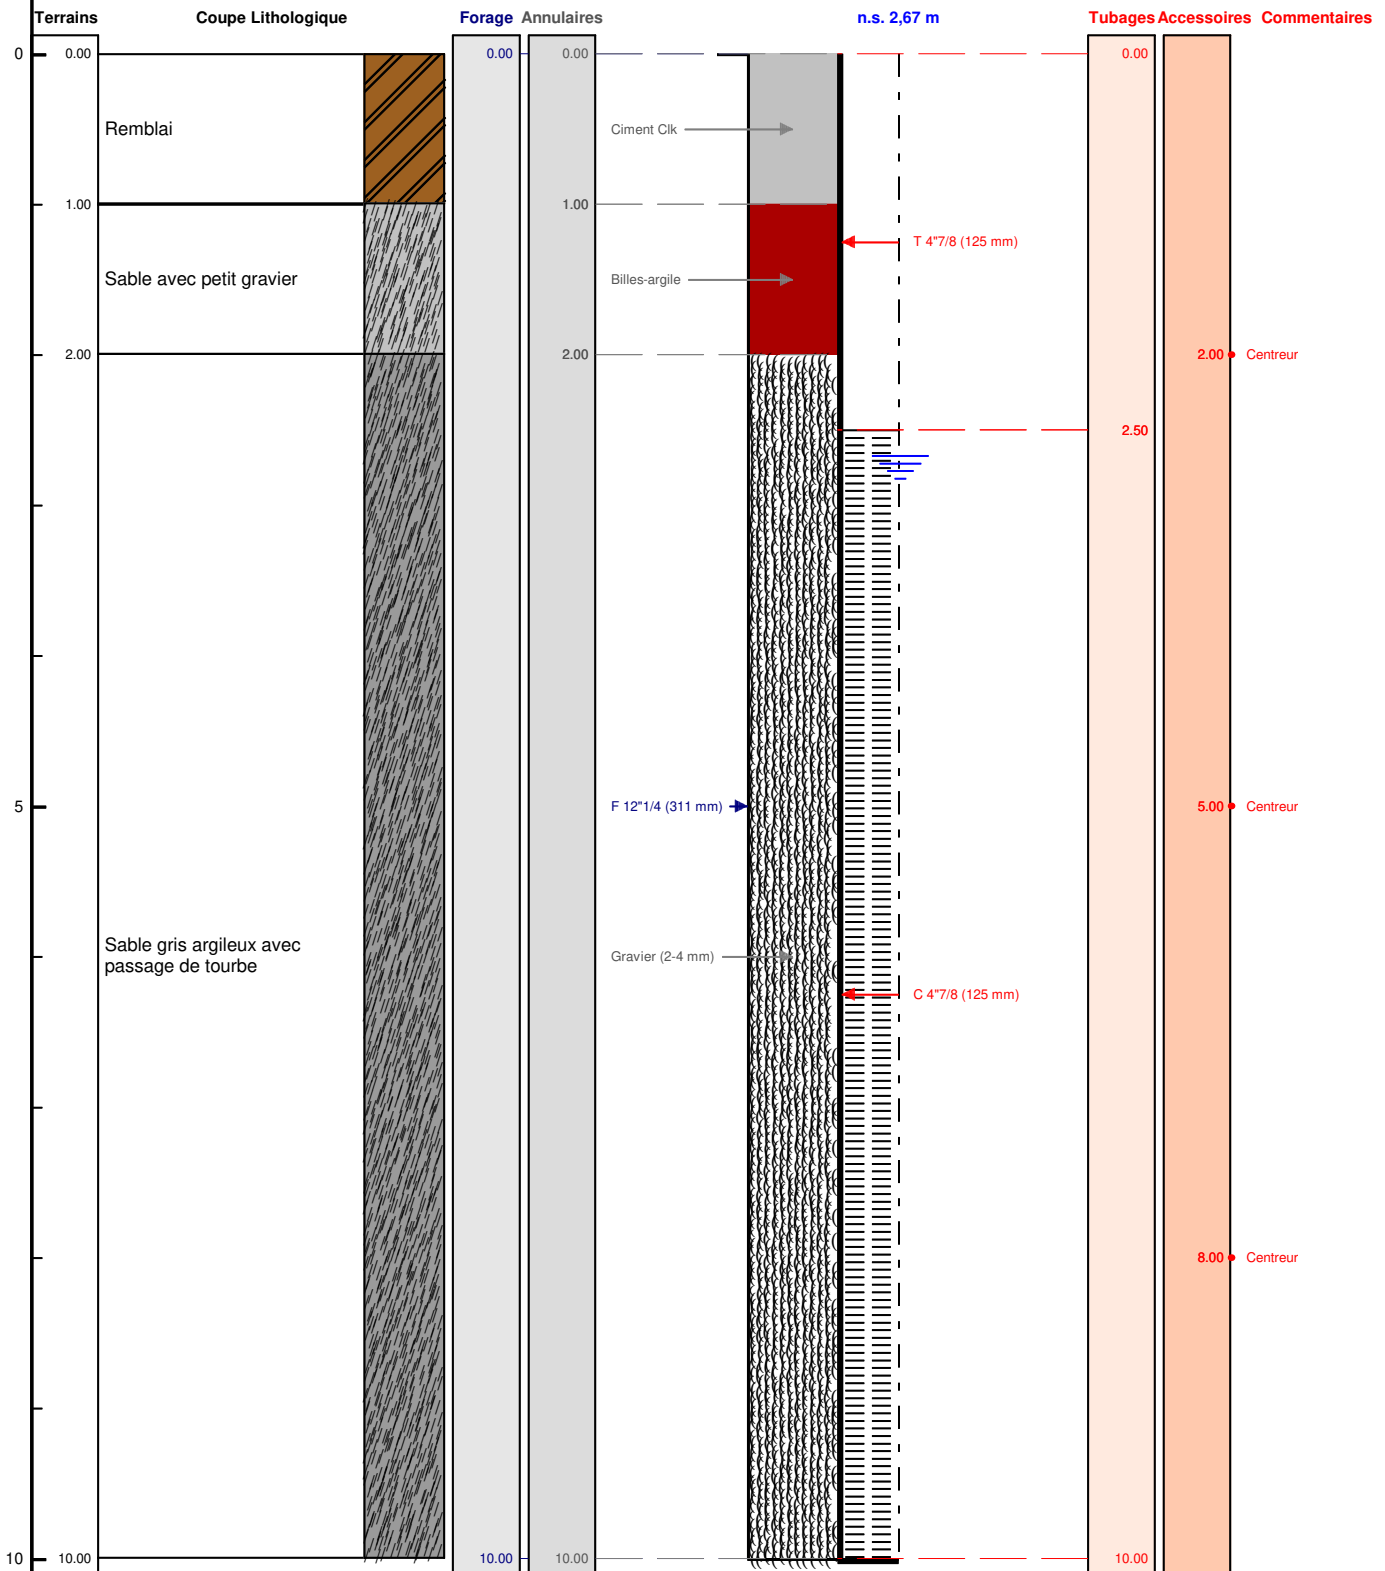 Terrains Coupe Lithologique Forage Annulaires n.s. 2,67 m Tubages Accessoires Commentaires
0 0.00 0.00 0.00 0.00
Remblai Ciment Clk
1.00 1.00
T 4"7/8 (125 mm)
Sable avec petit gravier Billes-argile
2.00 2.00 2.00 Centreur
2.50
5 F 12"1/4 (311 mm) 5.00 Centreur
Sable gris argileux avec
passage de tourbe
Gravier (2-4 mm)
C 4"7/8 (125 mm)
8.00 Centreur
10 10.00 10.00 10.00 10.00